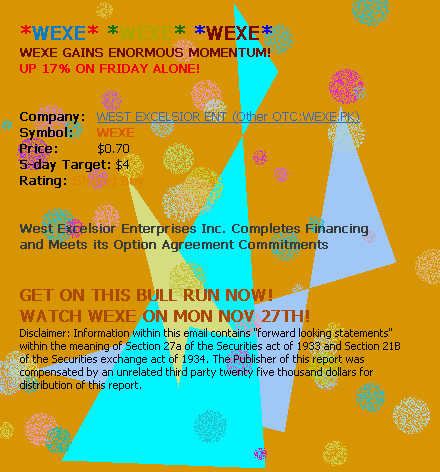 *WEXE* *WEXE* *WEXE*
WEXE GAINS ENORMOUS MOMENTUM!
UP 17% ON FRIDAY ALONE!
Company: WEST EXCELSIOR ENT (Other OTC:WEXE.PK)
Symbol: WEXE
Price: $0.70
5-day Target: $4
Rating: Strong Buy
West Excelsior Enterprises Inc. Completes Financing
and Meets its Option Agreement Commitments
GET ON THIS BULL RUN NOW!
WATCH WEXE ON MON NOV 27TH!
Disclaimer: Information within this email contains "forward looking statements"
within the meaning of Section 27a of the Securities act of 1933 and Section 21B
of the Securities exchange act of 1934. The Publisher of this report was
compensated by an unrelated third party twenty five thousand dollars for
distribution of this report.